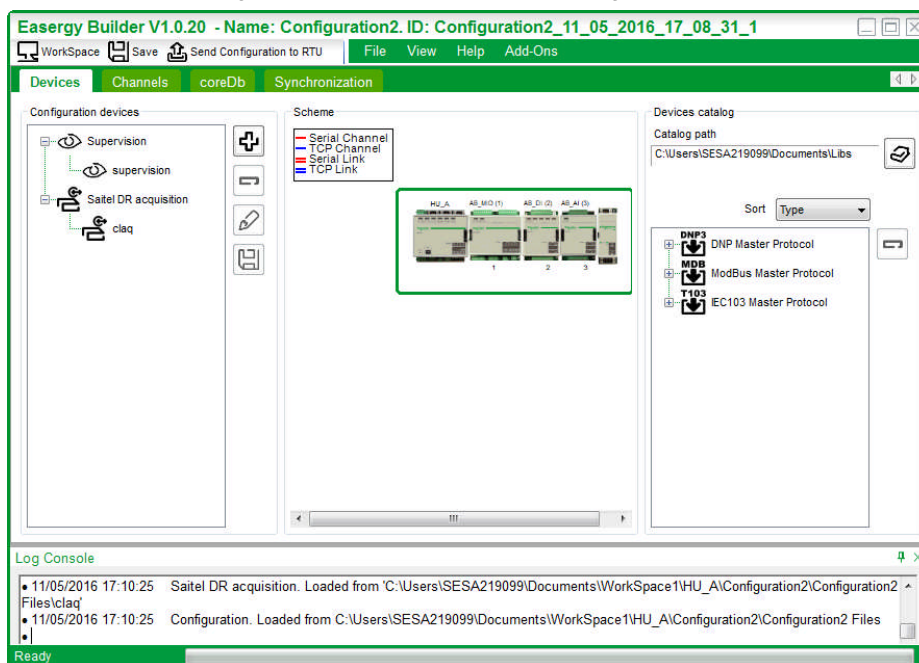 Easergy Builder V1.0.20 - Name: Configuration2. ID: Configuration2_11_05_2016_17_08_31_1
WorkSpace Save Send Configuration to RTU File View Help Add-Ons
Devices Channels coreDb Synchronization
Configuration devices
Supervision
supervision
Saitel DR acquisition
claq
Scheme
Serial Channel
TCP Channel
Serial Link
TCP Link
HU_A AB_MIO (1) AB_DI (2) AB_AI (3)
1 2 3
Devices catalog
Catalog path
C:\Users\SESA219099\Documents\Libs
Sort Type
DNP3 DNP Master Protocol
MDB ModBus Master Protocol
T103 IEC103 Master Protocol
Log Console
• 11/05/2016 17:10:25 Saitel DR acquisition. Loaded from 'C:\Users\SESA219099\Documents\WorkSpace1\HU_A\Configuration2\Configuration2
Files\claq'
• 11/05/2016 17:10:25 Configuration. Loaded from C:\Users\SESA219099\Documents\WorkSpace1\HU_A\Configuration2\Configuration2 Files
•
Ready